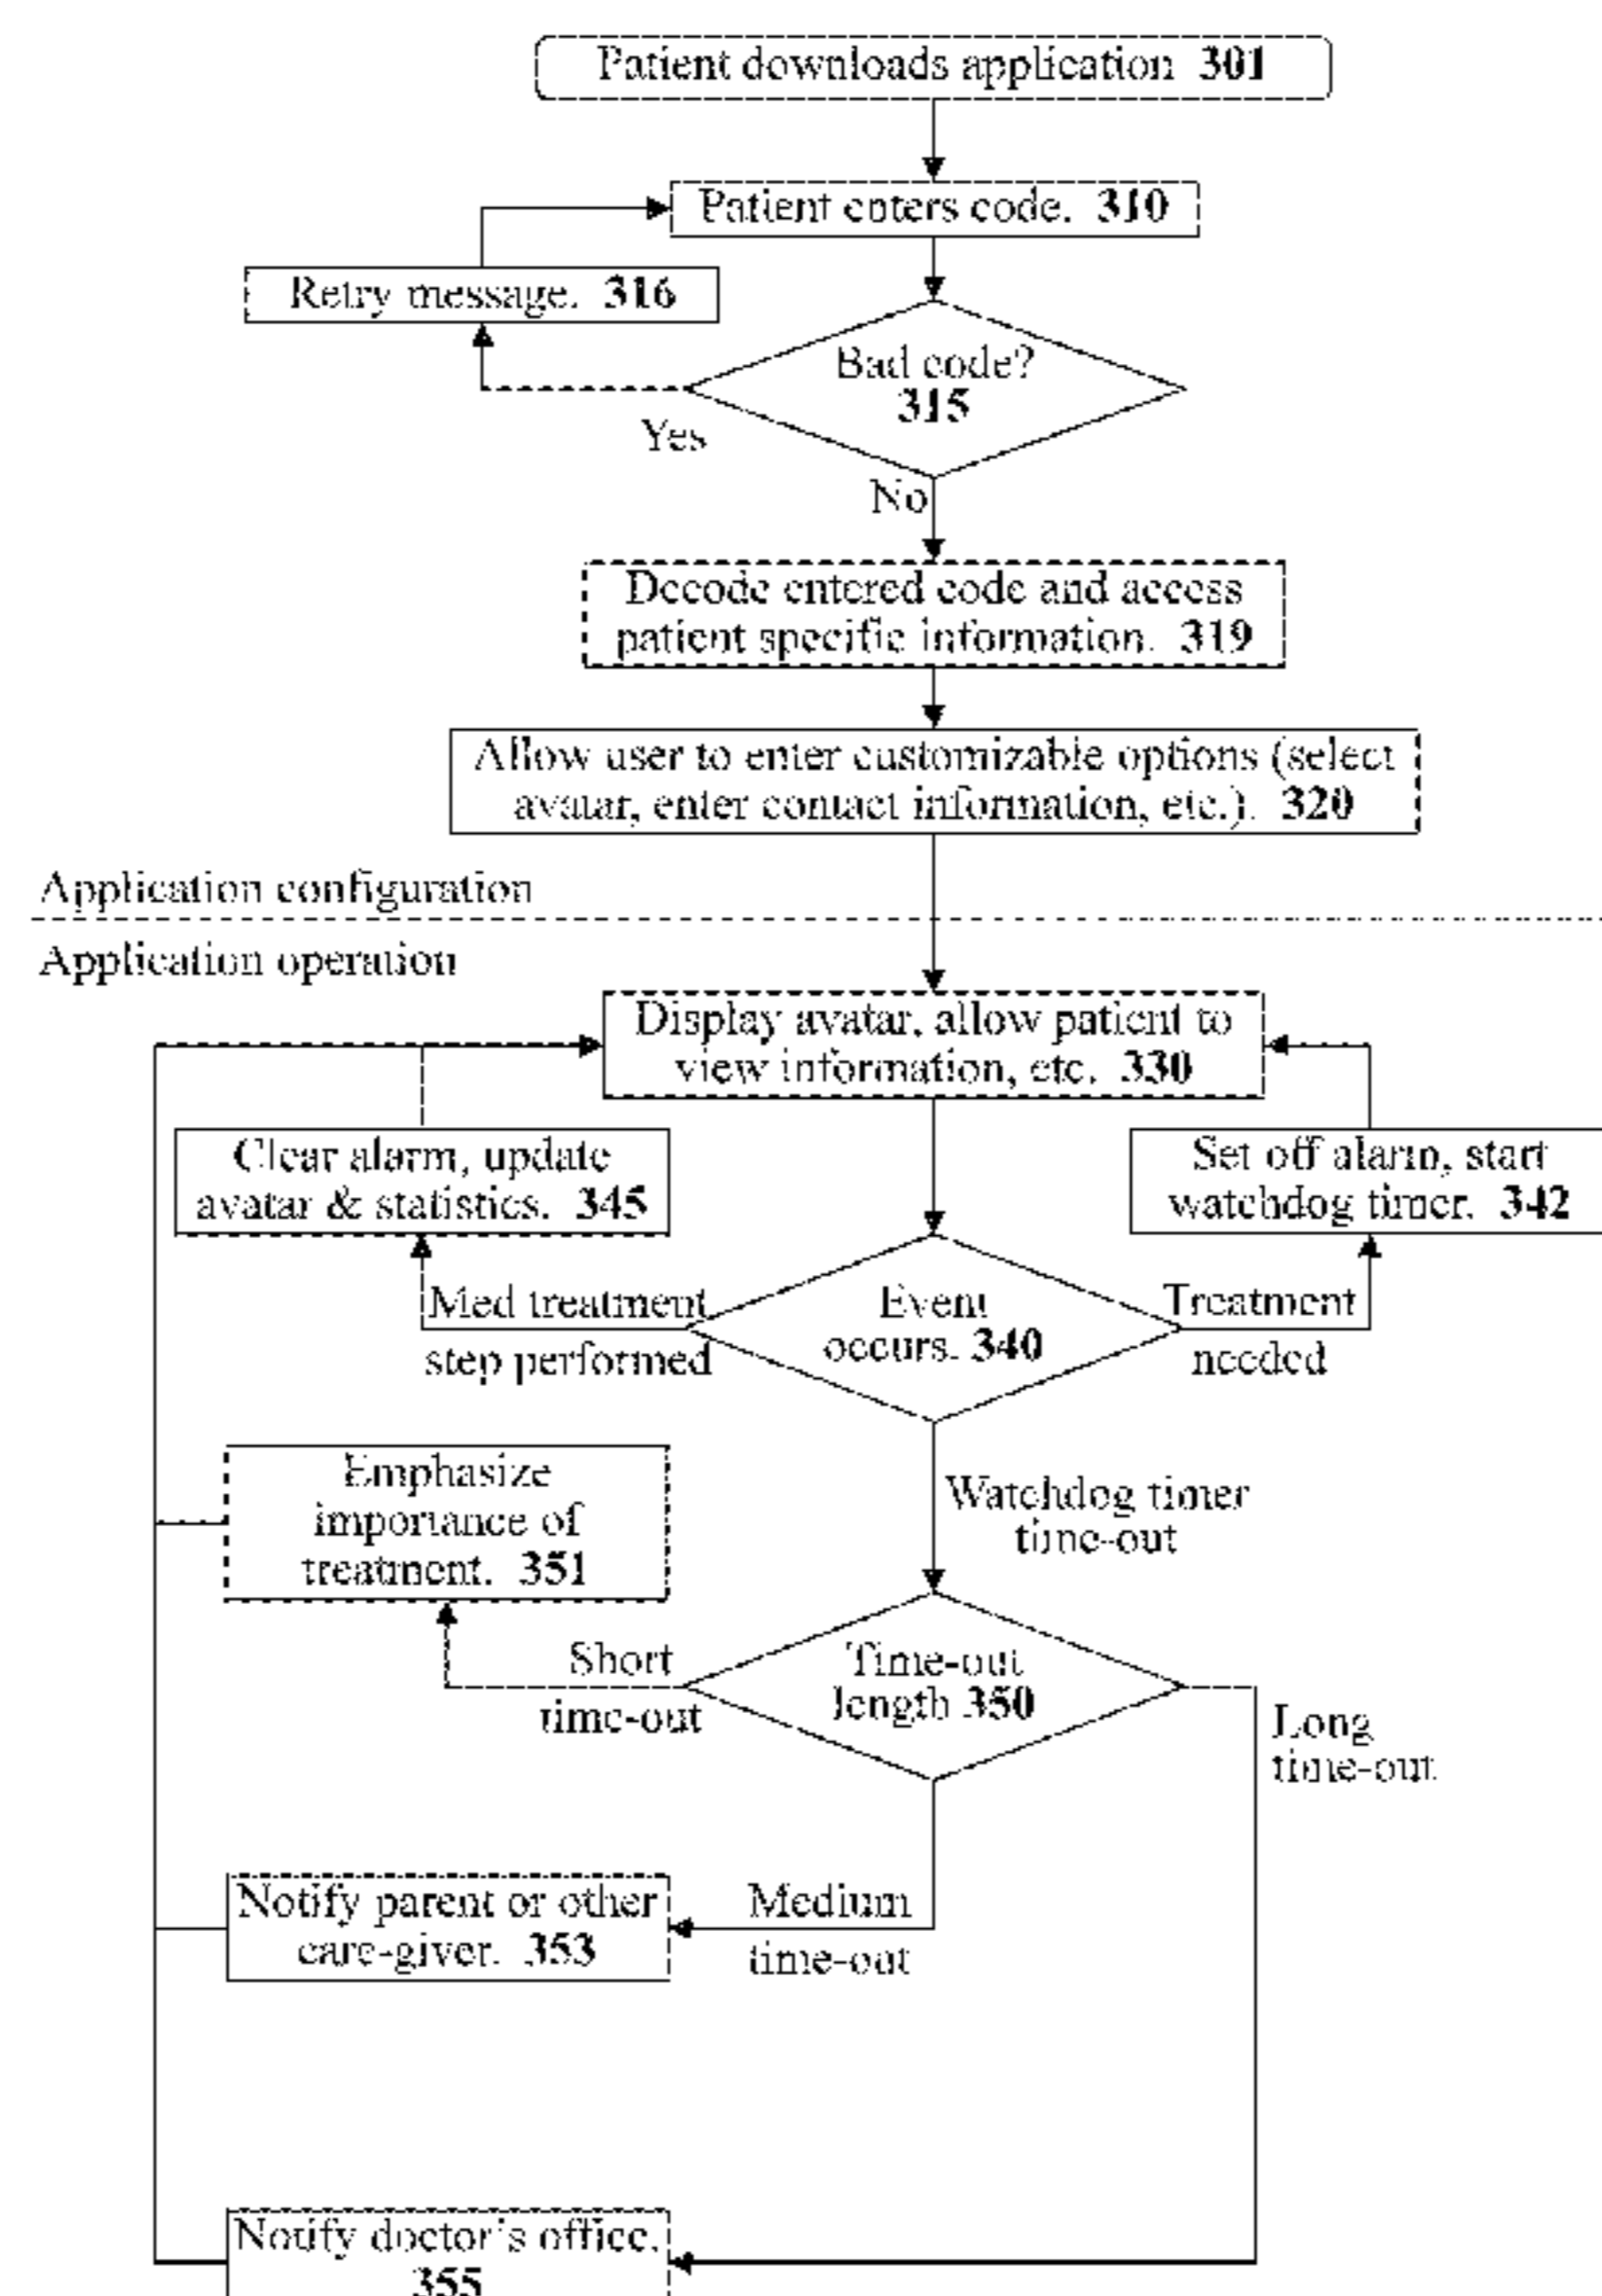 Patient downloads application 301
Patient enters code. 310
Retry message. 316
Bad code?
315
Yes
No
Decode entered code and access
patient specific information. 319
Allow user to enter customizable options (select
avatar, enter contact information, etc.). 320
Application configuration
Application operation
Display avatar, allow patient to
view information, etc. 330
Clear alarm, update
avatar & statistics. 345
Set off alarm, start
watchdog timer. 342
Med treatment
step performed
Event
occurs. 340
Treatment
needed
Emphasize
importance of
treatment. 351
Watchdog timer
time-out
Short
time-out
Time-out
length 350
Long
time-out
Notify parent or other
care-giver. 353
Medium
time-out
Notify doctor's office.
355